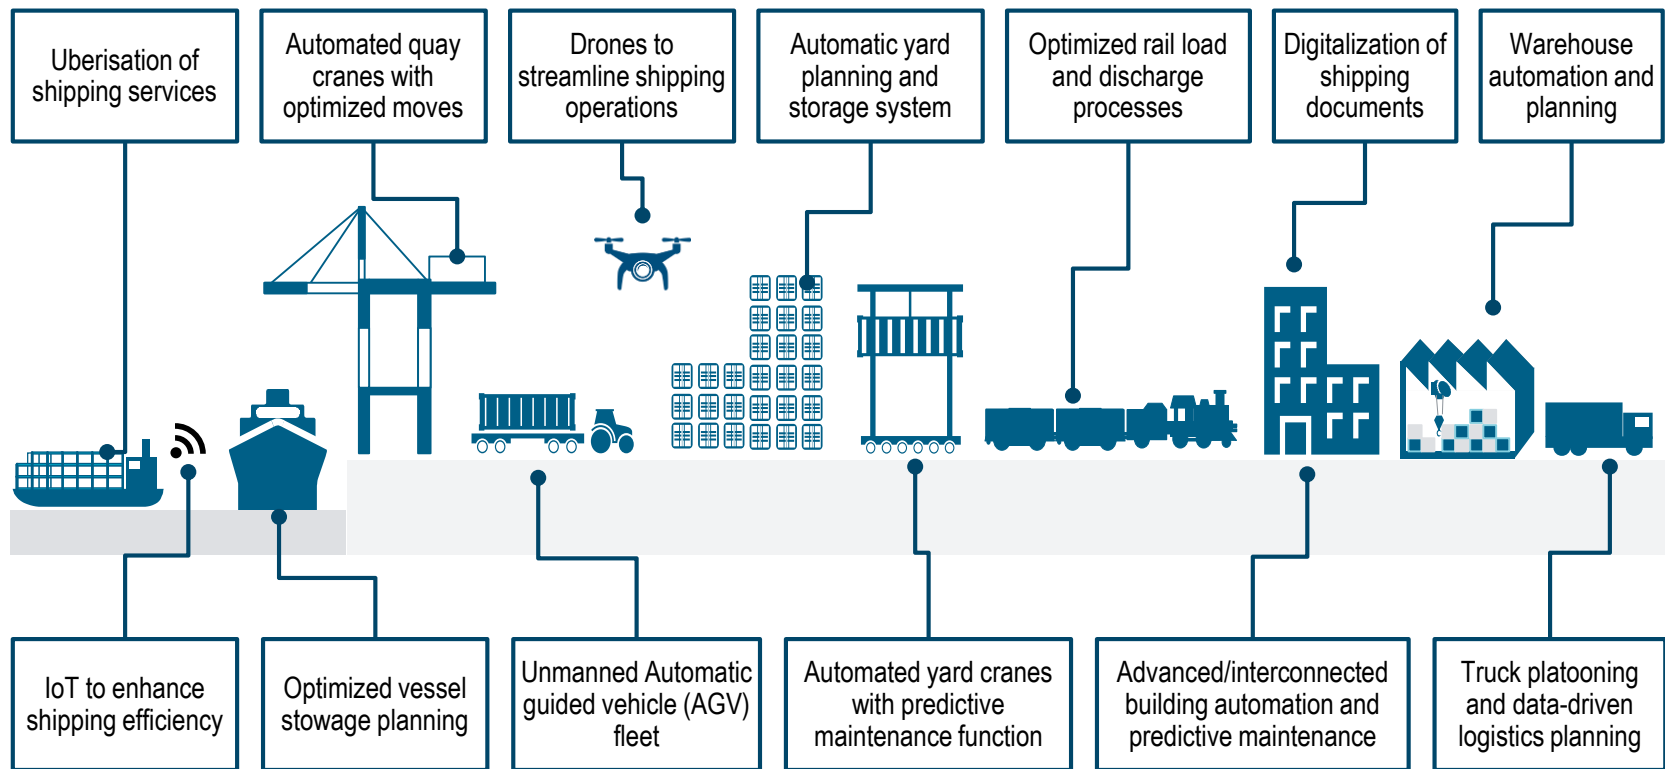 Uberisation of
shipping services
Automated quay
cranes with
optimized moves
Drones to
streamline shipping
operations
Automatic yard
planning and
storage system
Optimized rail load
and discharge
processes
Digitalization of
shipping
documents
Warehouse
automation and
planning
IoT to enhance
shipping efficiency
Optimized vessel
stowage planning
Unmanned Automatic
guided vehicle (AGV)
fleet
Automated yard cranes
with predictive
maintenance function
Advanced/interconnected
building automation and
predictive maintenance
Truck platooning
and data-driven
logistics planning